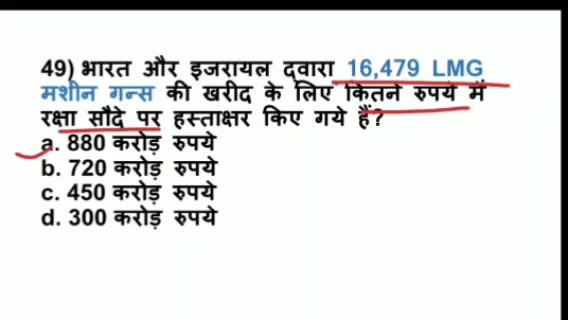 49) भारत और इजरायल दवारा 16,479 LMG
मशीन गन्स की खरीद के लिए कितने रुपये में
रक्षा सौदे पर हस्ताक्षर किए गये हैं?
a. 880 करोड़ रुपये
b. 720 करोड़ रुपये
c. 450 करोड़ रुपये
d. 300 करोड़ रुपये